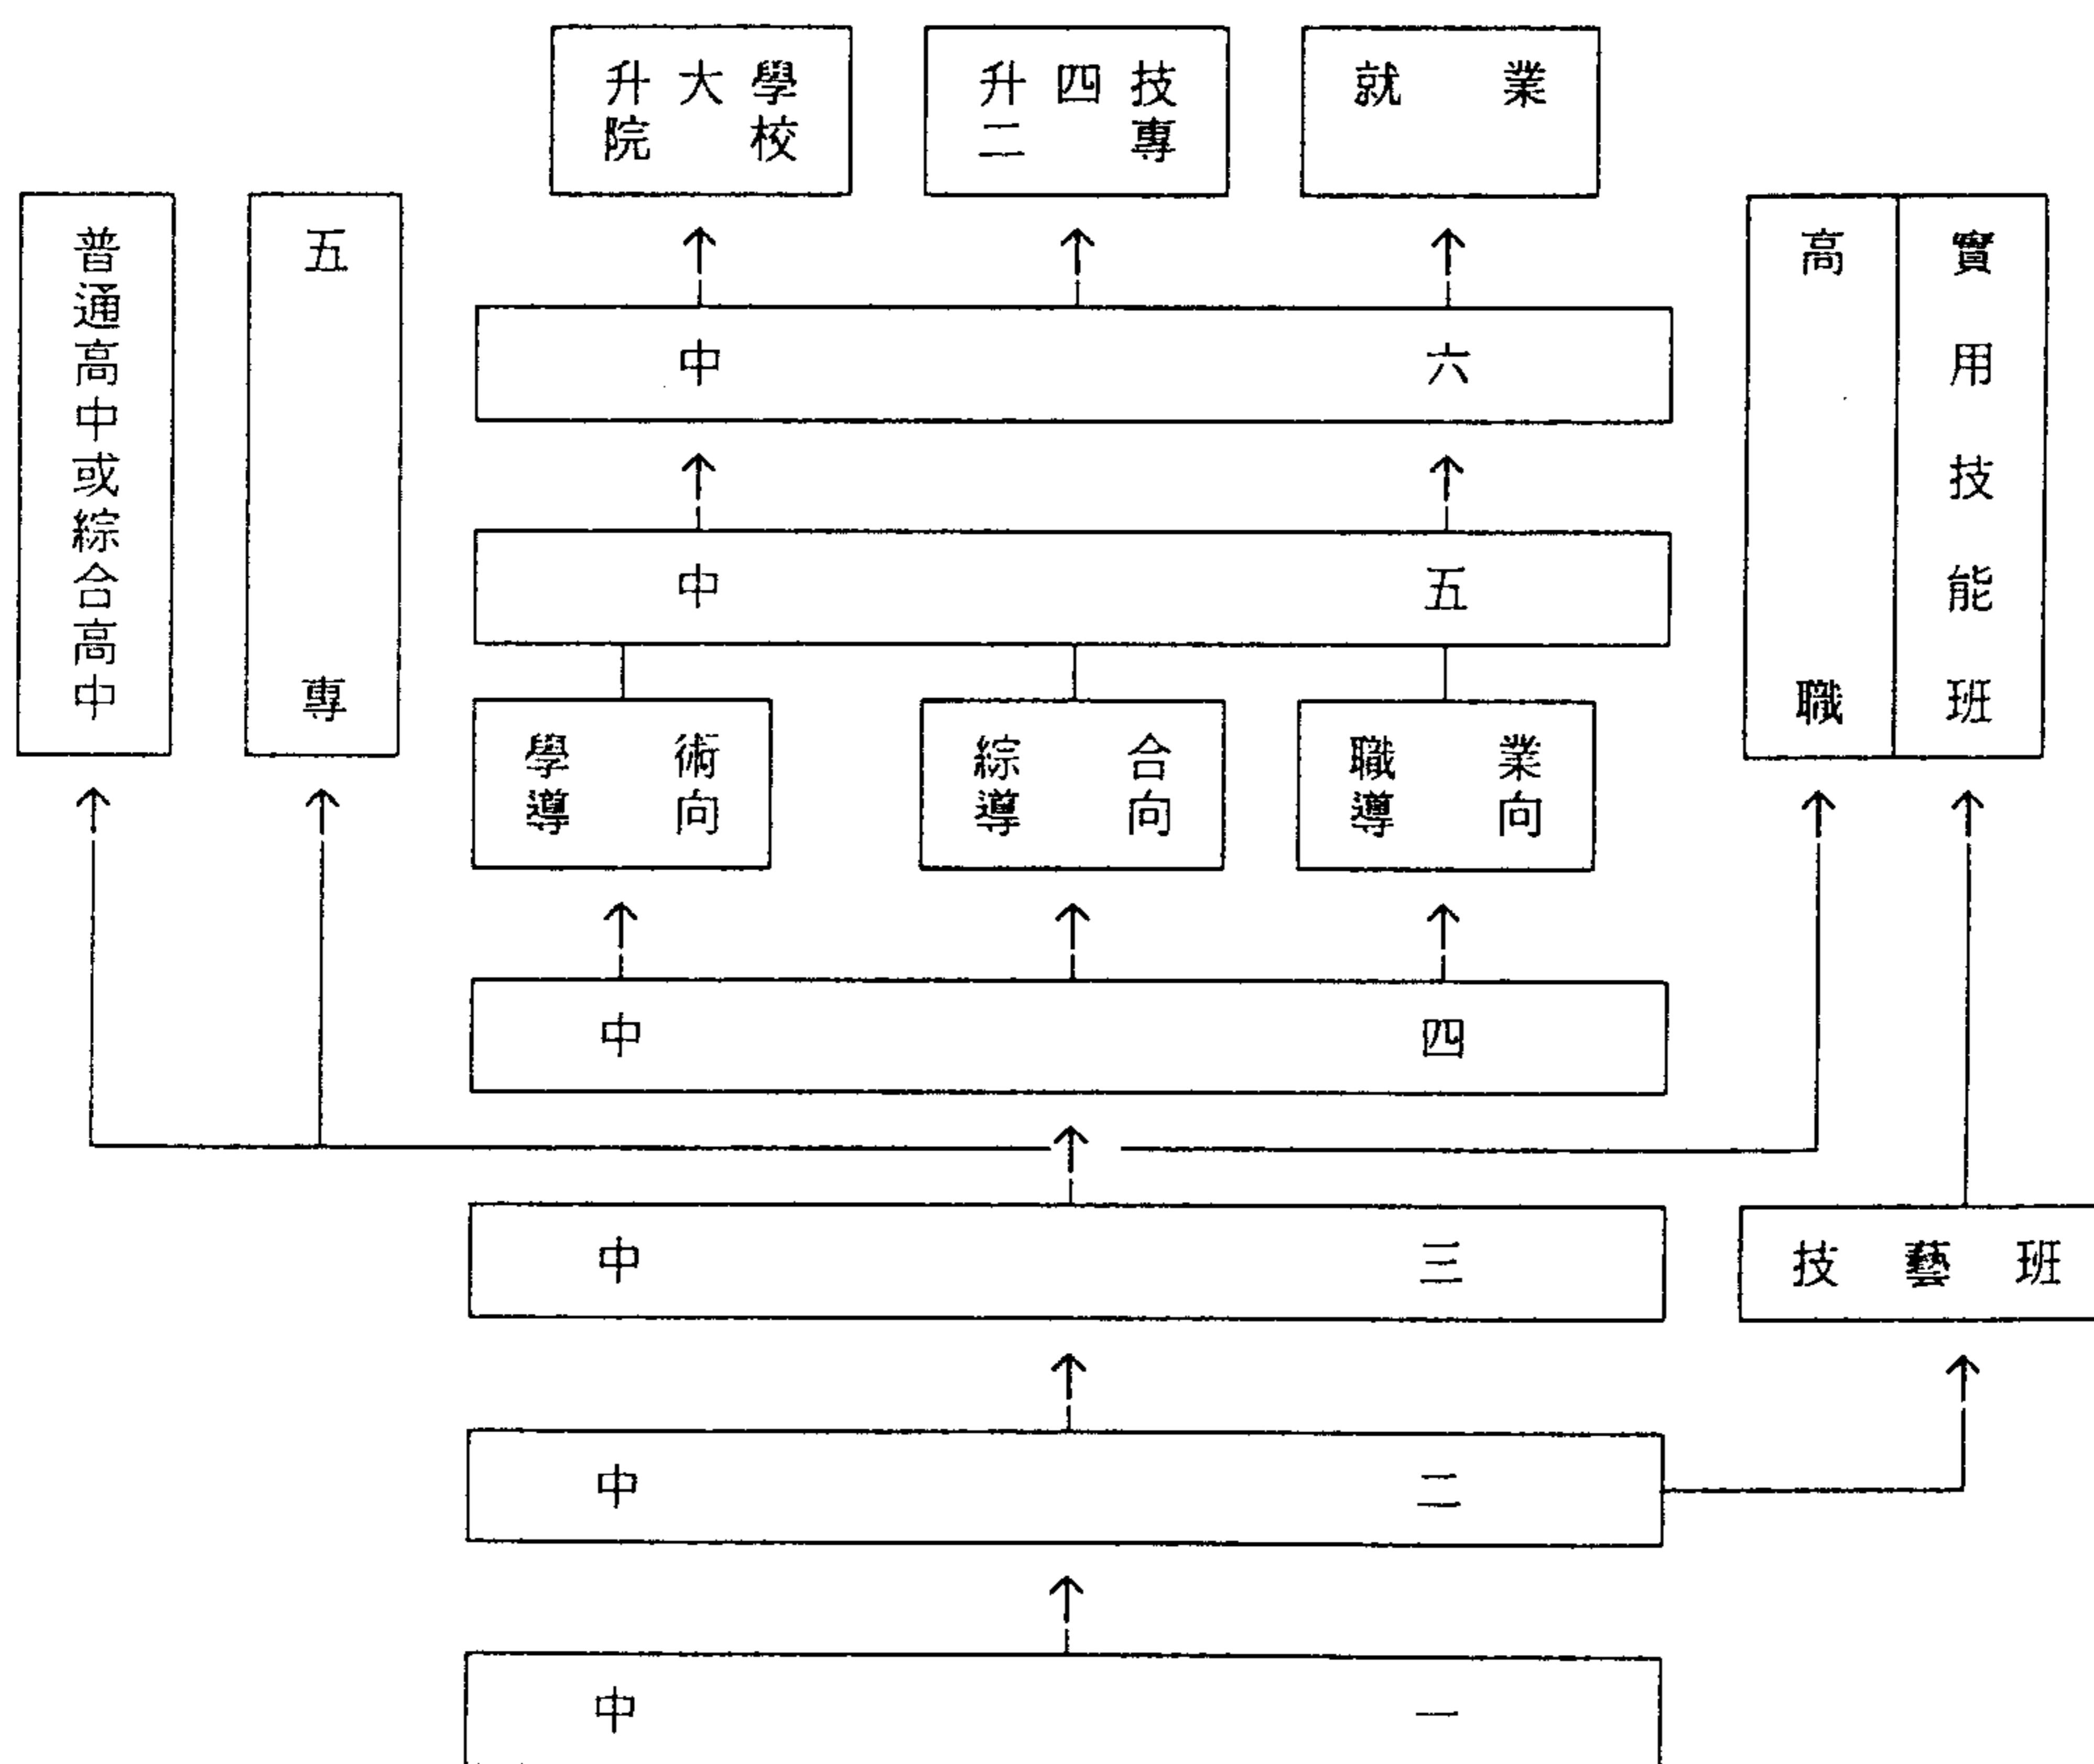 升大學
院校
升四技
二專
就業
普通高中或綜合高中
五專
高職
實用技能班
中六
中五
學術
導向
綜合
導向
職業
導向
中四
中三
技藝班
中二
中一